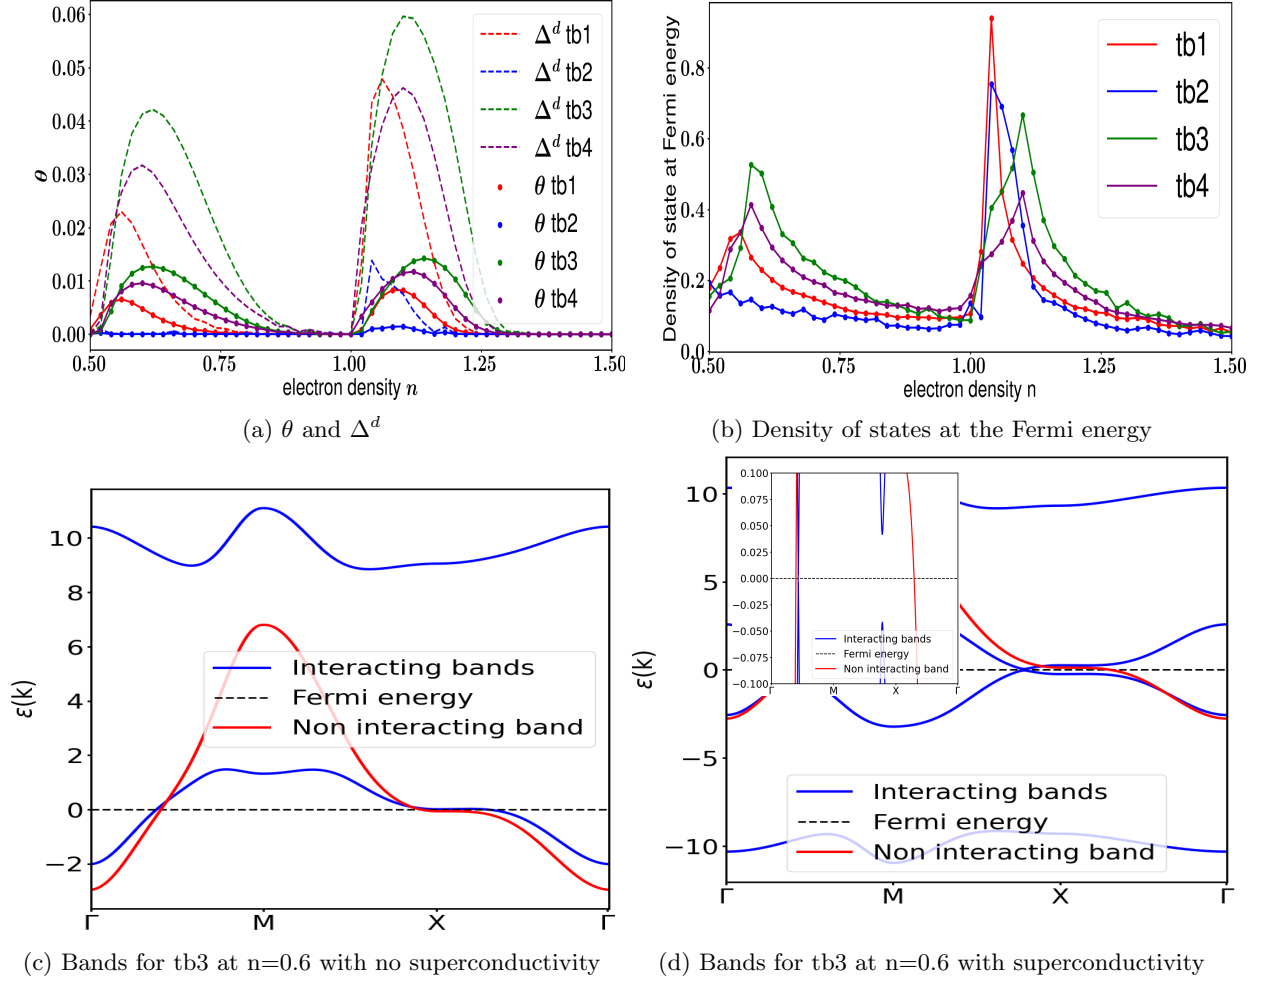 0.06
0.05
0.04
0.03
0.02
0.01
0.00
θ
0.50
0.75
1.00
1.25
1.50
electron density n
Δ^d tb1
Δ^d tb2
Δ^d tb3
Δ^d tb4
θ tb1
θ tb2
θ tb3
θ tb4
(a) θ and Δ^d
Density of state at Fermi energy
0.8
0.6
0.4
0.2
0.0
0.50
0.75
1.00
1.25
1.50
electron density n
tb1
tb2
tb3
tb4
(b) Density of states at the Fermi energy
ε(k)
10
8
6
4
2
0
−2
Γ
M
X
Γ
Interacting bands
Fermi energy
Non interacting band
(c) Bands for tb3 at n=0.6 with no superconductivity
ε(k)
10
5
0
−5
−10
Γ
M
X
Γ
0.100
0.075
0.050
0.025
0.000
−0.025
−0.050
−0.075
−0.100
Γ
M
X
Γ
Interacting bands
Fermi energy
Non interacting band
Interacting bands
Fermi energy
Non interacting band
(d) Bands for tb3 at n=0.6 with superconductivity